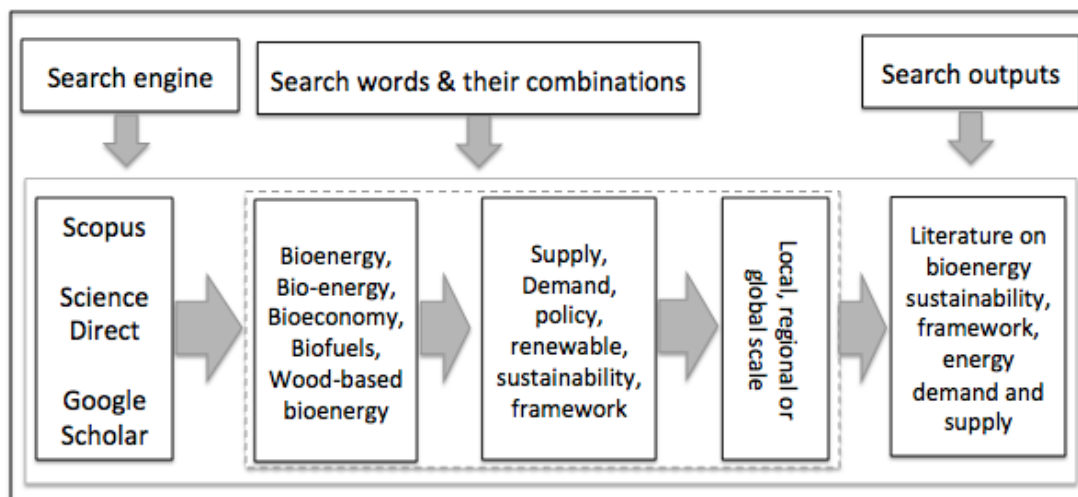 Search engine
Search words & their combinations
Search outputs
Scopus
Science
Direct
Google
Scholar
Bioenergy,
Bio-energy,
Bioeconomy,
Biofuels,
Wood-based
bioenergy
Supply,
Demand,
policy,
renewable,
sustainability,
framework
Local, regional or
global scale
Literature on
bioenergy
sustainability,
framework,
energy
demand and
supply